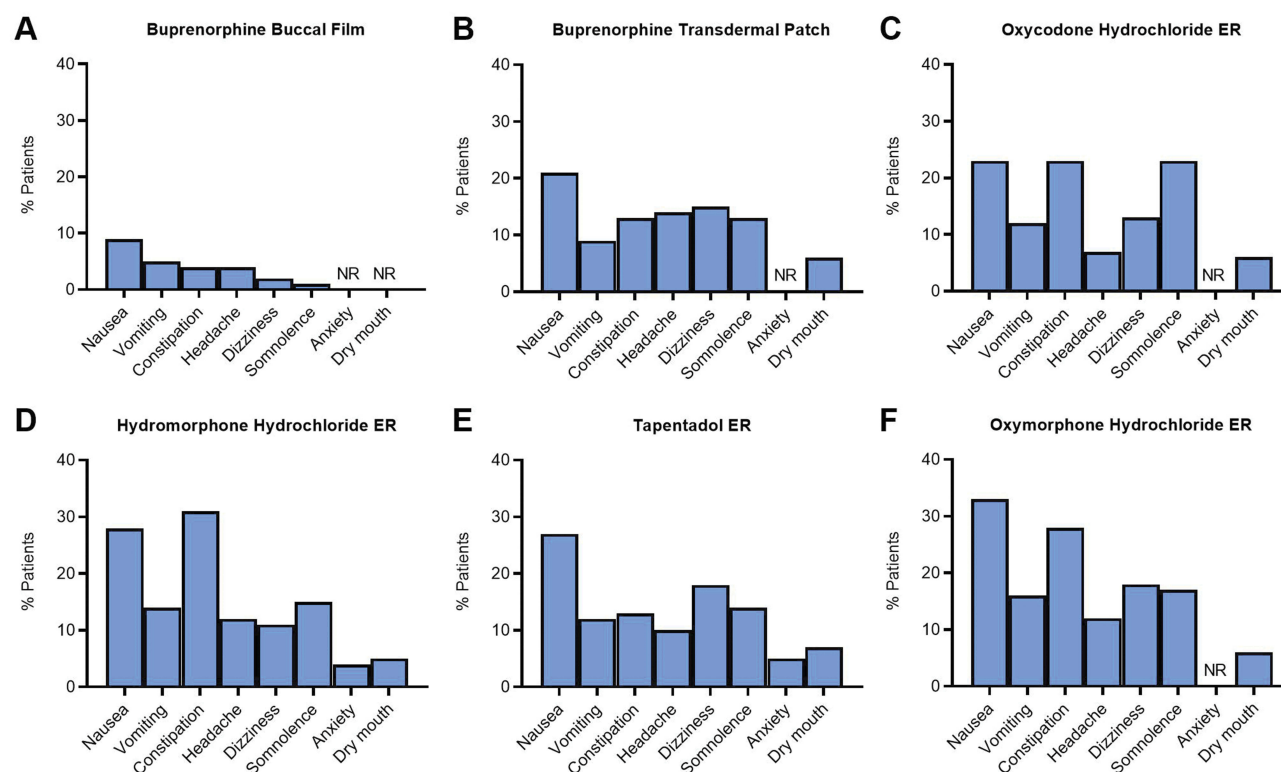 A
Buprenorphine Buccal Film
40
30
20
10
0
% Patients
NR
NR
Nausea
Vomiting
Constipation
Headache
Dizziness
Somnolence
Anxiety
Dry mouth
B
Buprenorphine Transdermal Patch
40
30
20
10
0
% Patients
NR
Nausea
Vomiting
Constipation
Headache
Dizziness
Somnolence
Anxiety
Dry mouth
C
Oxycodone Hydrochloride ER
40
30
20
10
0
% Patients
NR
Nausea
Vomiting
Constipation
Headache
Dizziness
Somnolence
Anxiety
Dry mouth
D
Hydromorphone Hydrochloride ER
40
30
20
10
0
% Patients
Nausea
Vomiting
Constipation
Headache
Dizziness
Somnolence
Anxiety
Dry mouth
E
Tapentadol ER
40
30
20
10
0
% Patients
Nausea
Vomiting
Constipation
Headache
Dizziness
Somnolence
Anxiety
Dry mouth
F
Oxymorphone Hydrochloride ER
40
30
20
10
0
% Patients
NR
Nausea
Vomiting
Constipation
Headache
Dizziness
Somnolence
Anxiety
Dry mouth